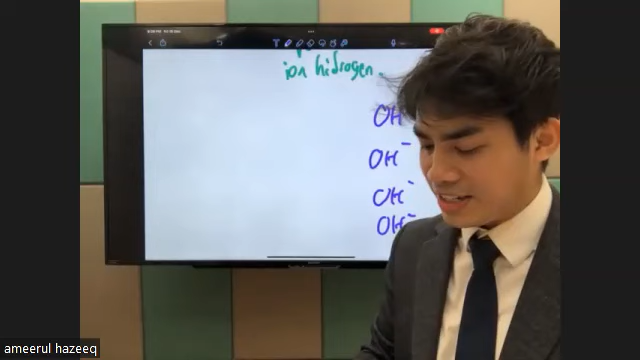 ion hidrogen.
OH
OH⁻
OH⁻
OH⁻
ameerul hazeeq